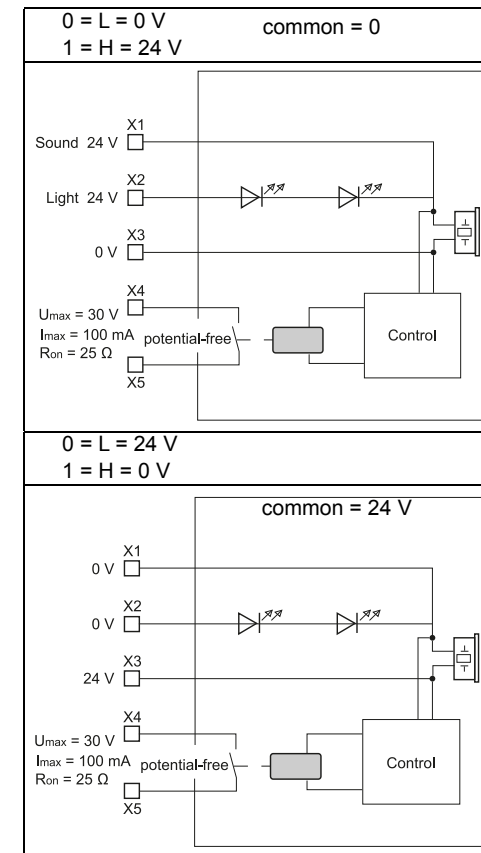 0 = L = 0 V
1 = H = 24 V
common = 0
X1
Sound 24 V
X2
Light 24 V
X3
0 V
X4
Umax = 30 V
Imax = 100 mA
Ron = 25 Ω
potential-free
X5
Control
0 = L = 24 V
1 = H = 0 V
common = 24 V
X1
0 V
X2
0 V
X3
24 V
X4
Umax = 30 V
Imax = 100 mA
Ron = 25 Ω
potential-free
X5
Control